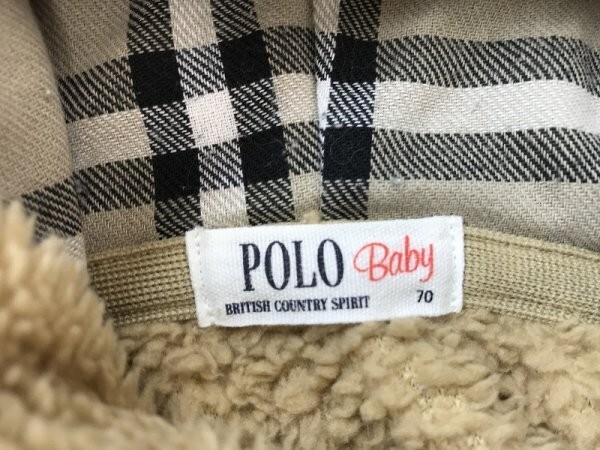 POLO Baby
BRITISH COUNTRY SPIRIT 70